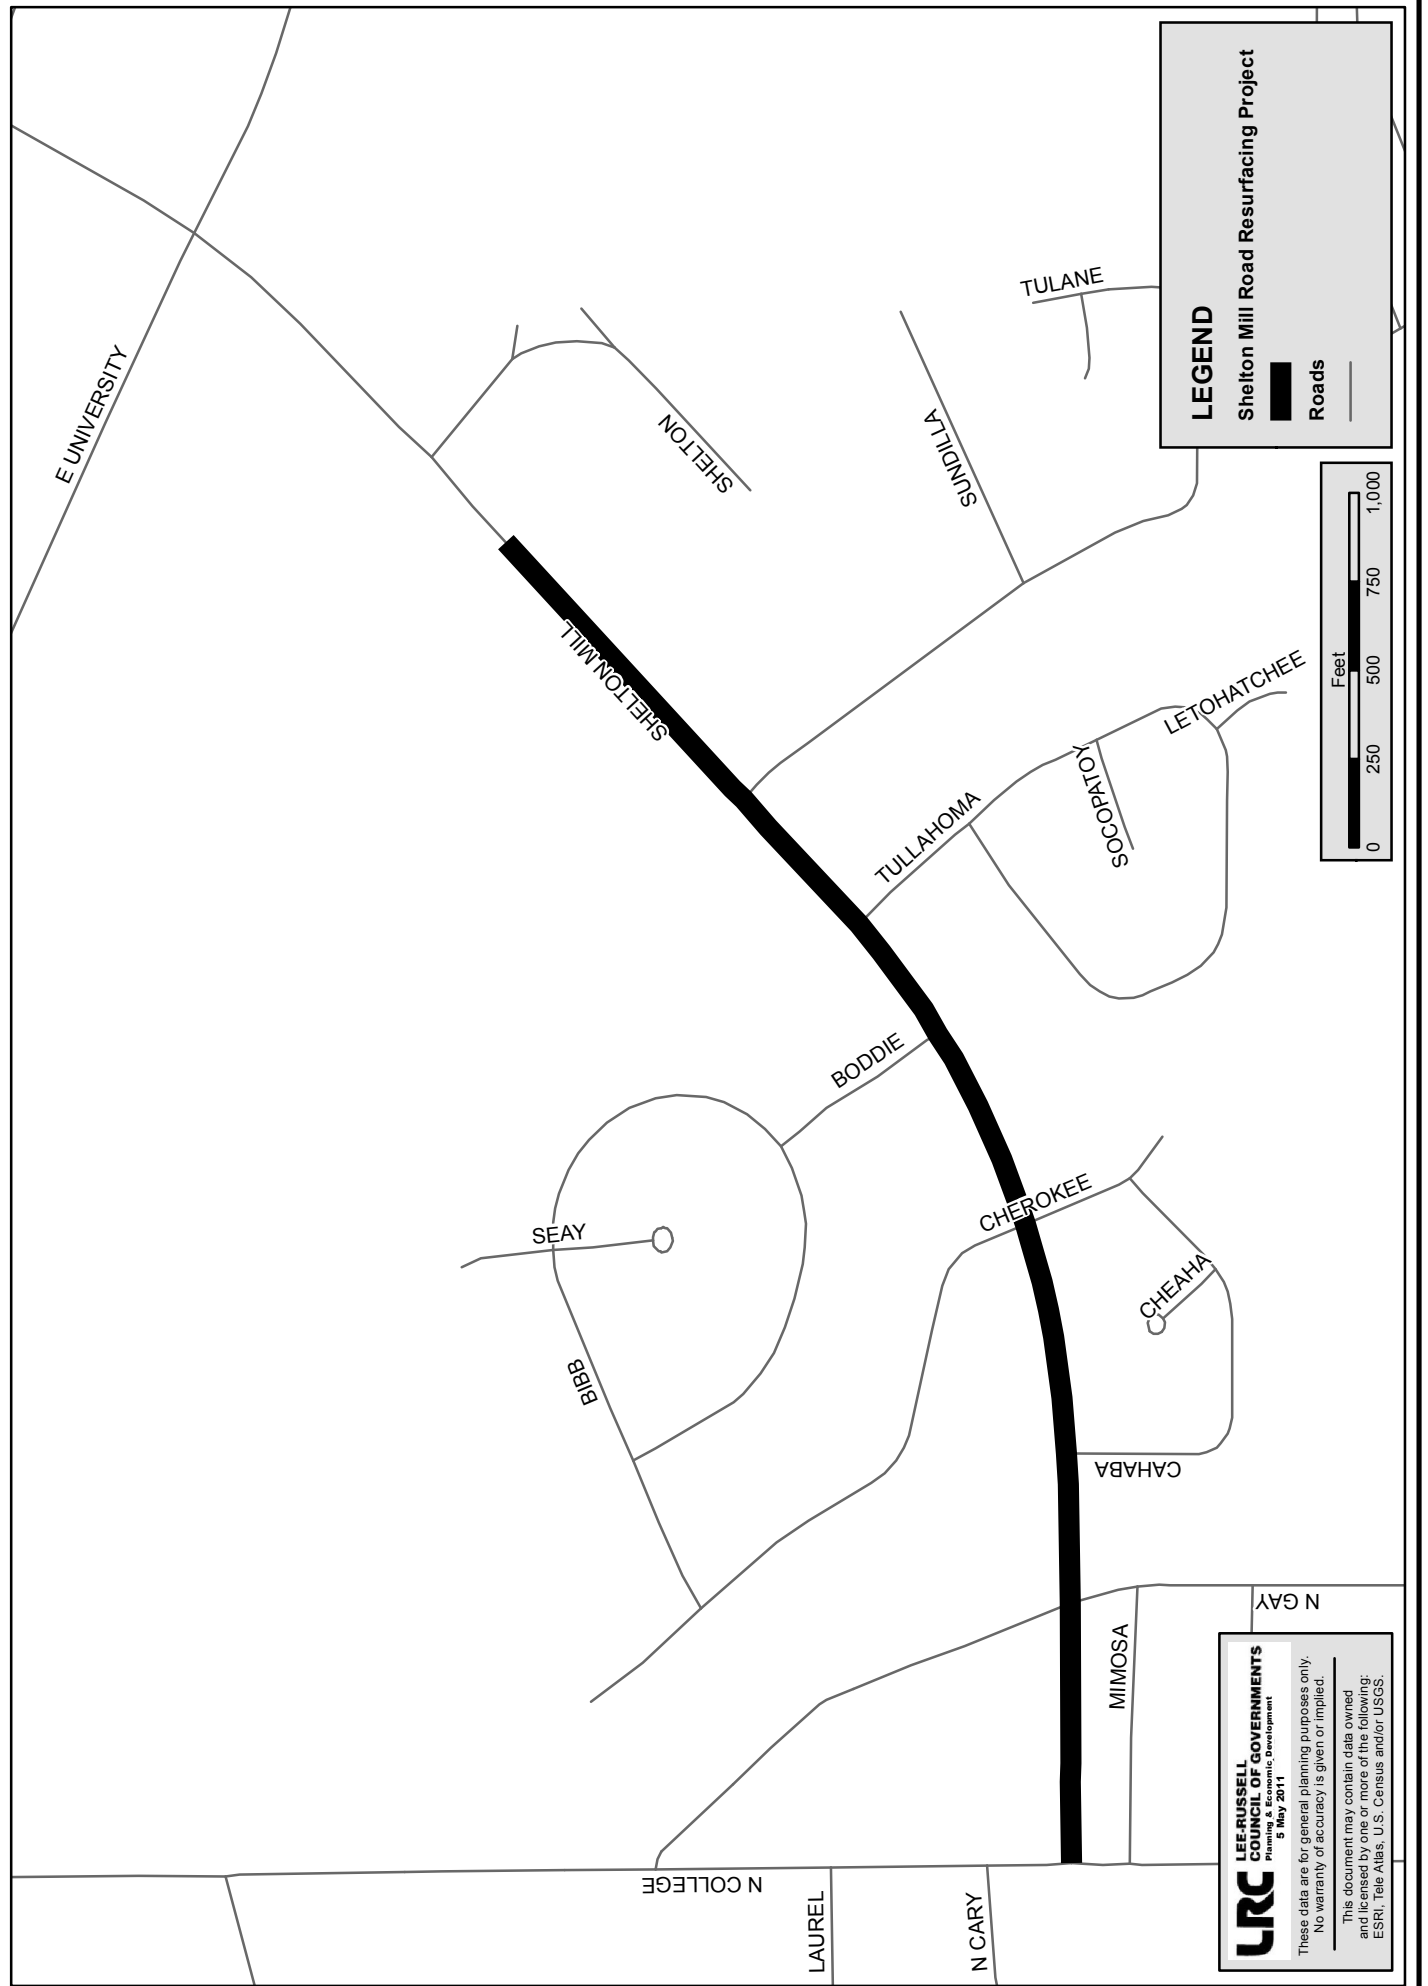 E UNIVERSITY
SHELTON
SHELTON MILL
SUNDILLA
TULANE
TULLAHOMA
SOCOPATOY
LETOHATCHEE
BODDIE
SEAY
BIBB
CHEROKEE
CHEAHA
CAHABA
MIMOSA
N GAY
N COLLEGE
LAUREL
N CARY
LEGEND
Shelton Mill Road Resurfacing Project
Roads
Feet
0 250 500 750 1,000
LRC
LEE-RUSSELL
COUNCIL OF GOVERNMENTS
Planning & Economic Development
5 May 2011
These data are for general planning purposes only.
No warranty of accuracy is given or implied.
This document may contain data owned
and licensed by one or more of the following:
ESRI, Tele Atlas, U.S. Census and/or USGS.